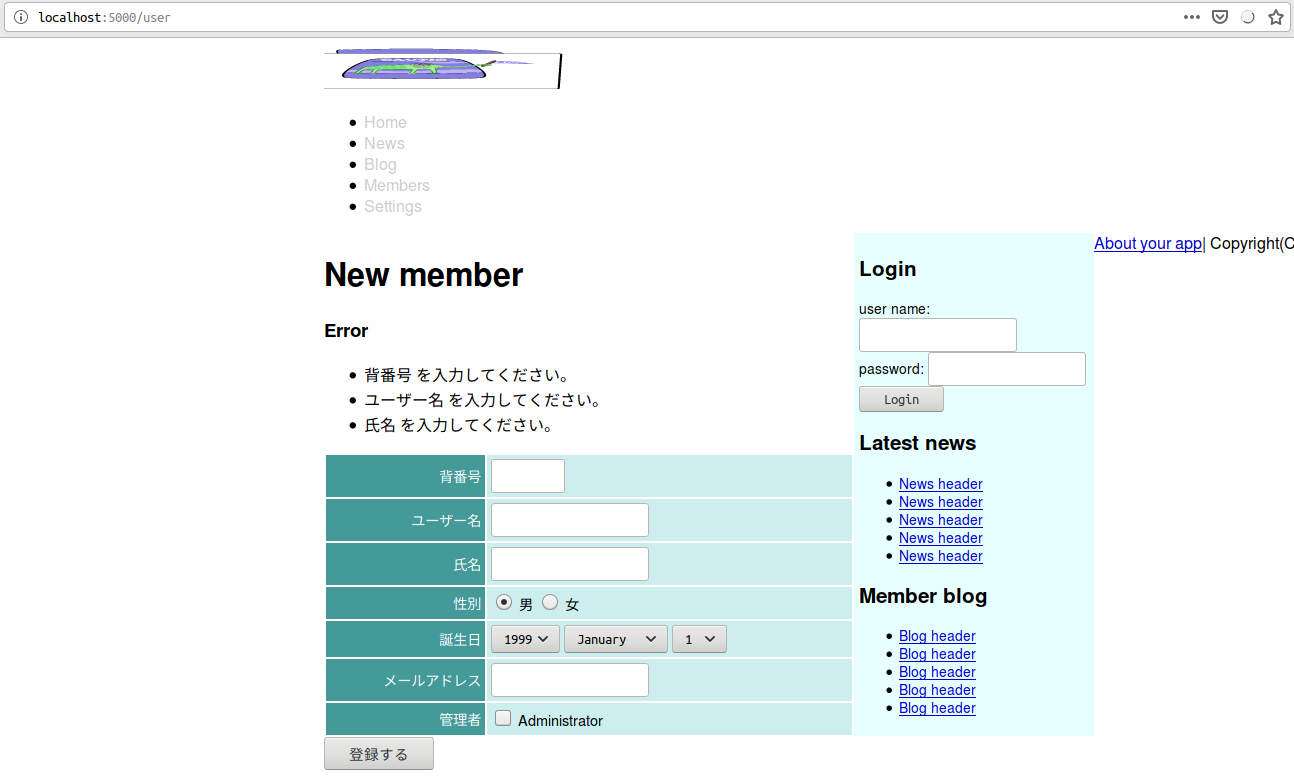 localhost:5000/user
Home
News
Blog
Members
Settings
New member
Error
背番号 を入力してください。
ユーザー名 を入力してください。
氏名 を入力してください。
背番号
ユーザー名
氏名
性別 男 女
誕生日 1999 January 1
メールアドレス
管理者 Administrator
登録する
Login
user name:
password:
Login
Latest news
News header
News header
News header
News header
News header
Member blog
Blog header
Blog header
Blog header
Blog header
Blog header
About your app| Copyright(C